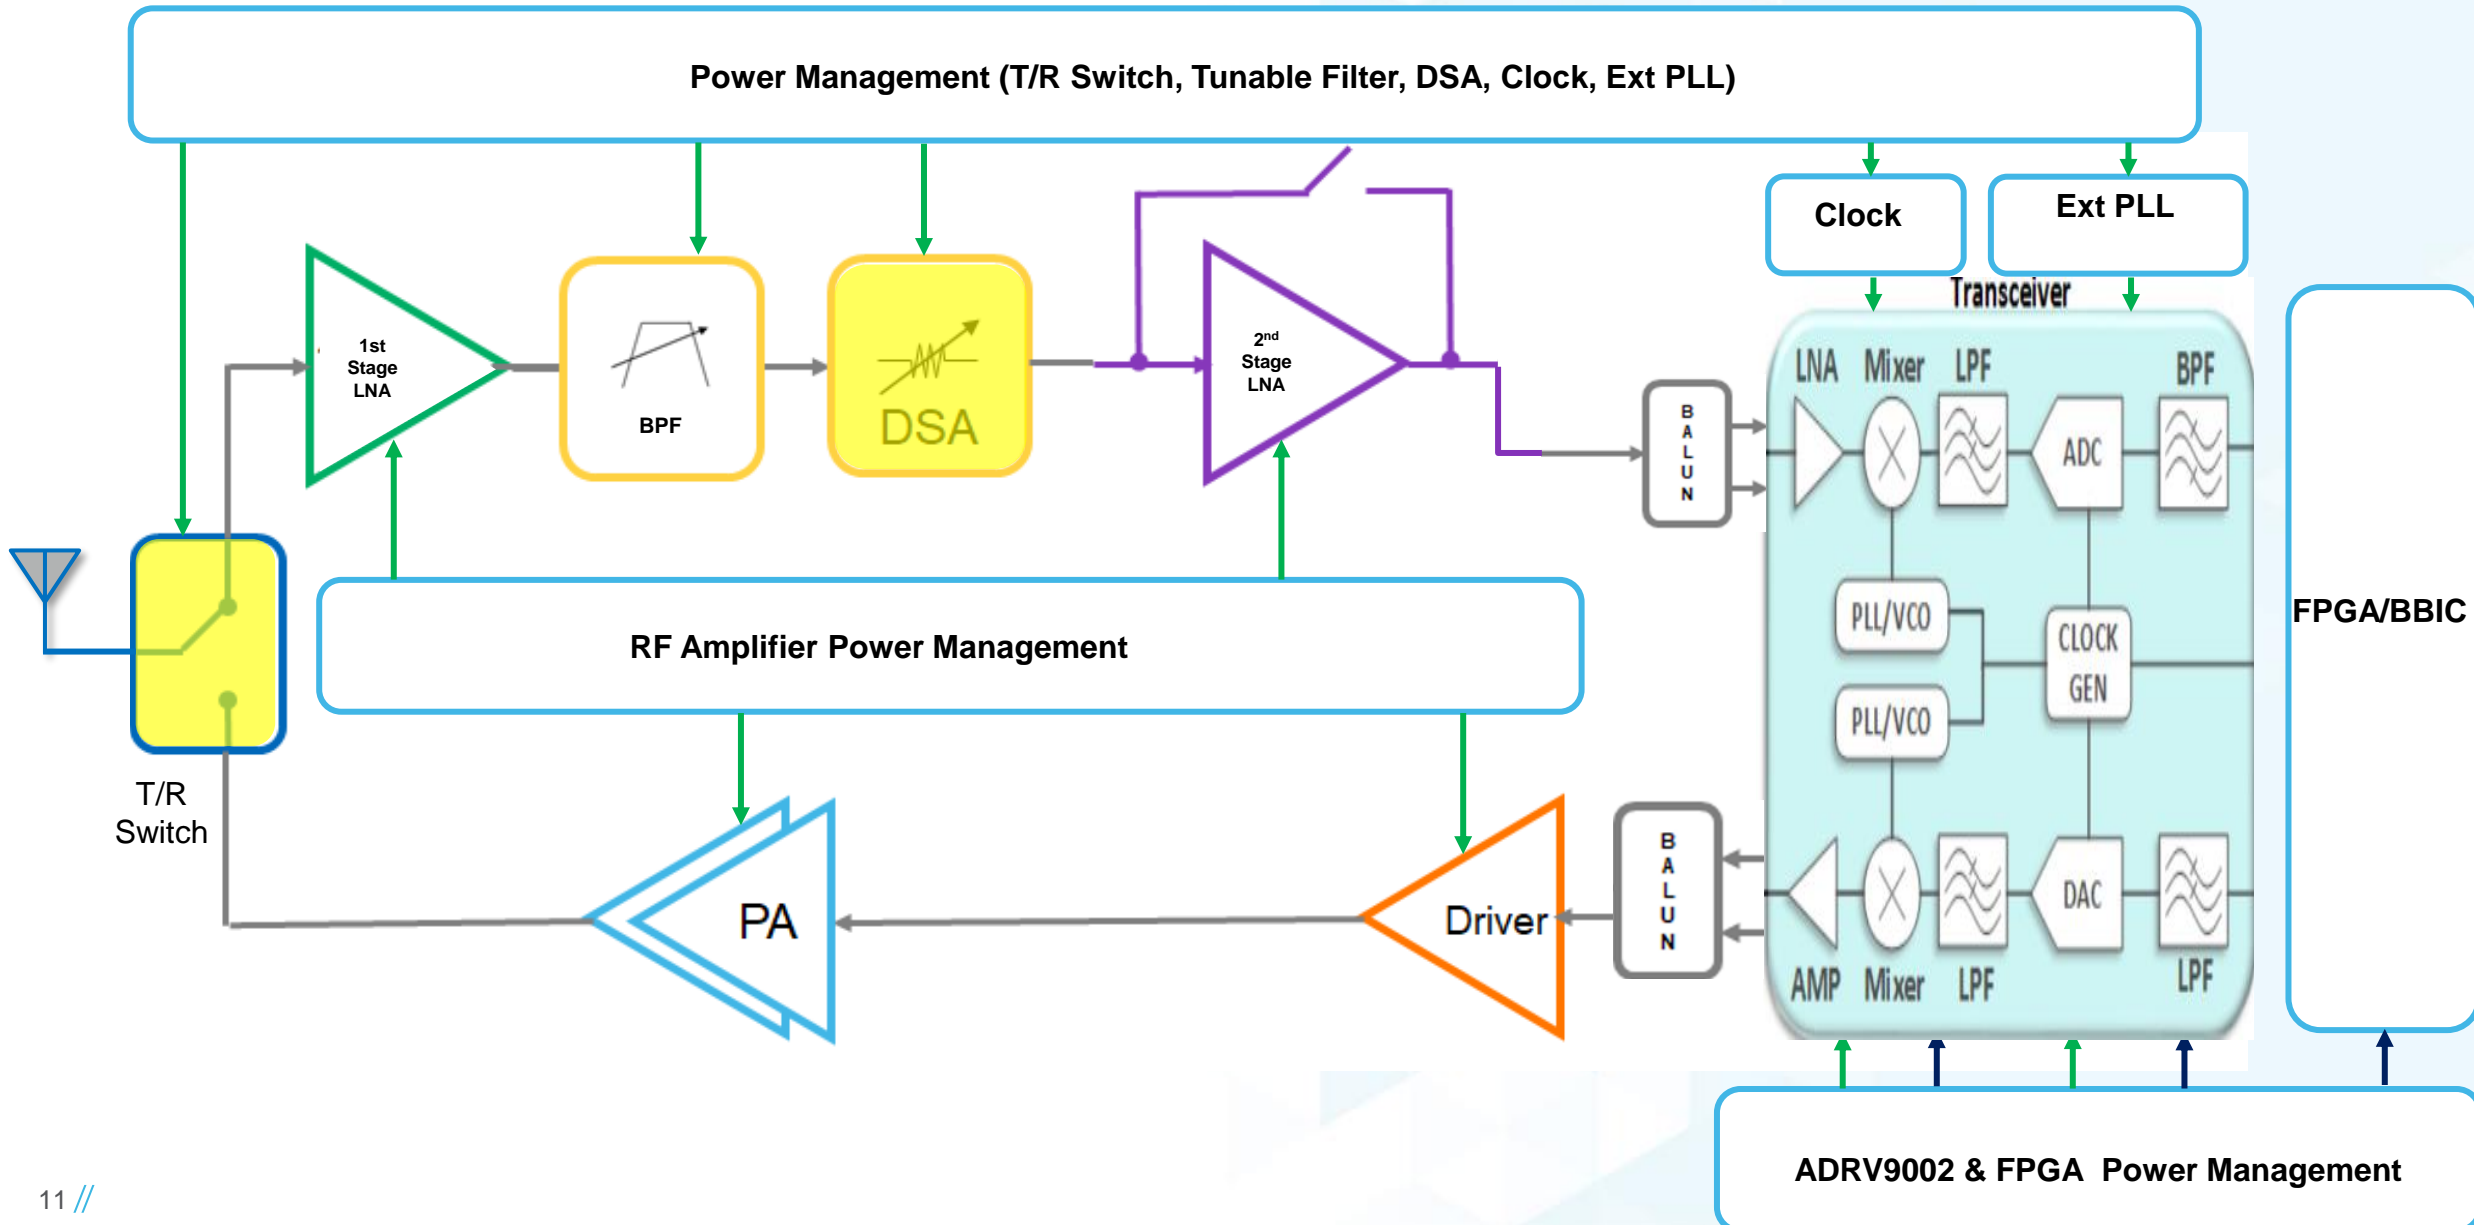 Power Management (T/R Switch, Tunable Filter, DSA, Clock, Ext PLL)
Clock
Ext PLL
Transceiver
1st
Stage
LNA
BPF
DSA
2nd
Stage
LNA
B
A
L
U
N
LNA
Mixer
LPF
ADC
BPF
PLL/VCO
CLOCK
GEN
PLL/VCO
FPGA/BBIC
RF Amplifier Power Management
T/R
Switch
PA
Driver
B
A
L
U
N
DAC
AMP
Mixer
LPF
LPF
ADRV9002 & FPGA Power Management
11 //